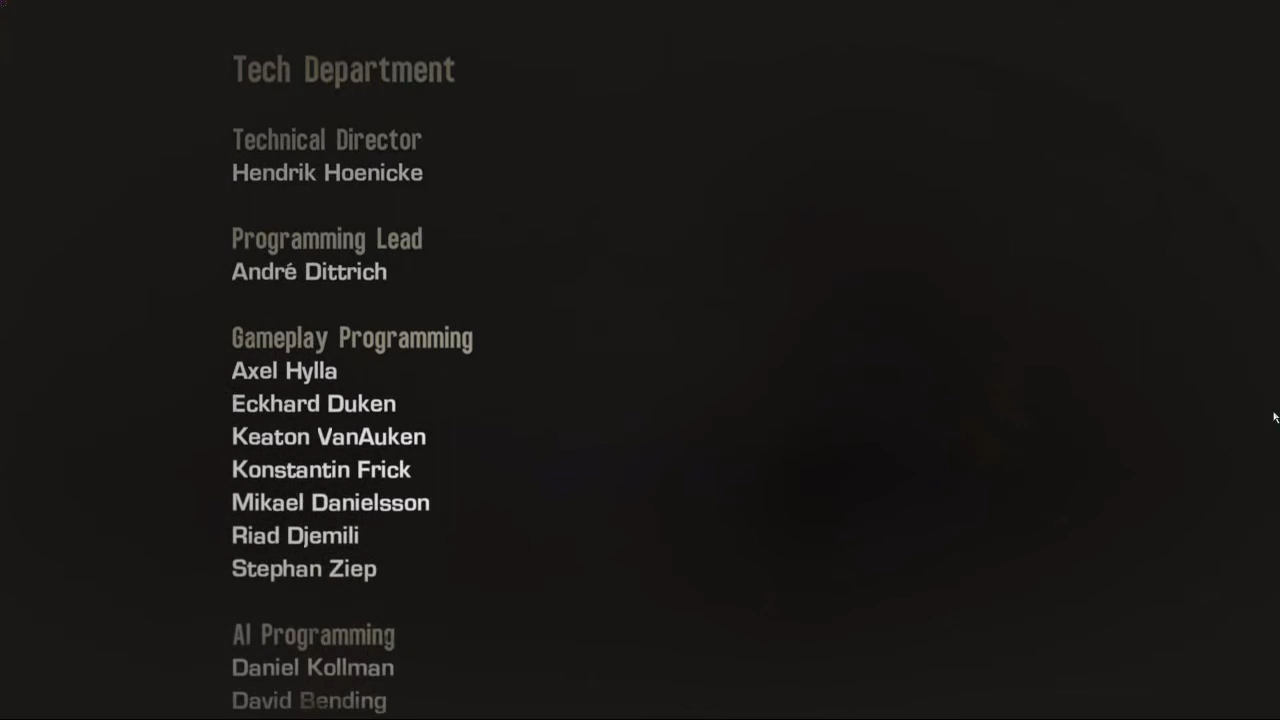 Tech Department
Technical Director
Hendrik Hoenicke
Programming Lead
André Dittrich
Gameplay Programming
Axel Hylla
Eckhard Duken
Keaton VanAuken
Konstantin Frick
Mikael Danielsson
Riad Djemili
Stephan Ziep
AI Programming
Daniel Kollman
David Bending